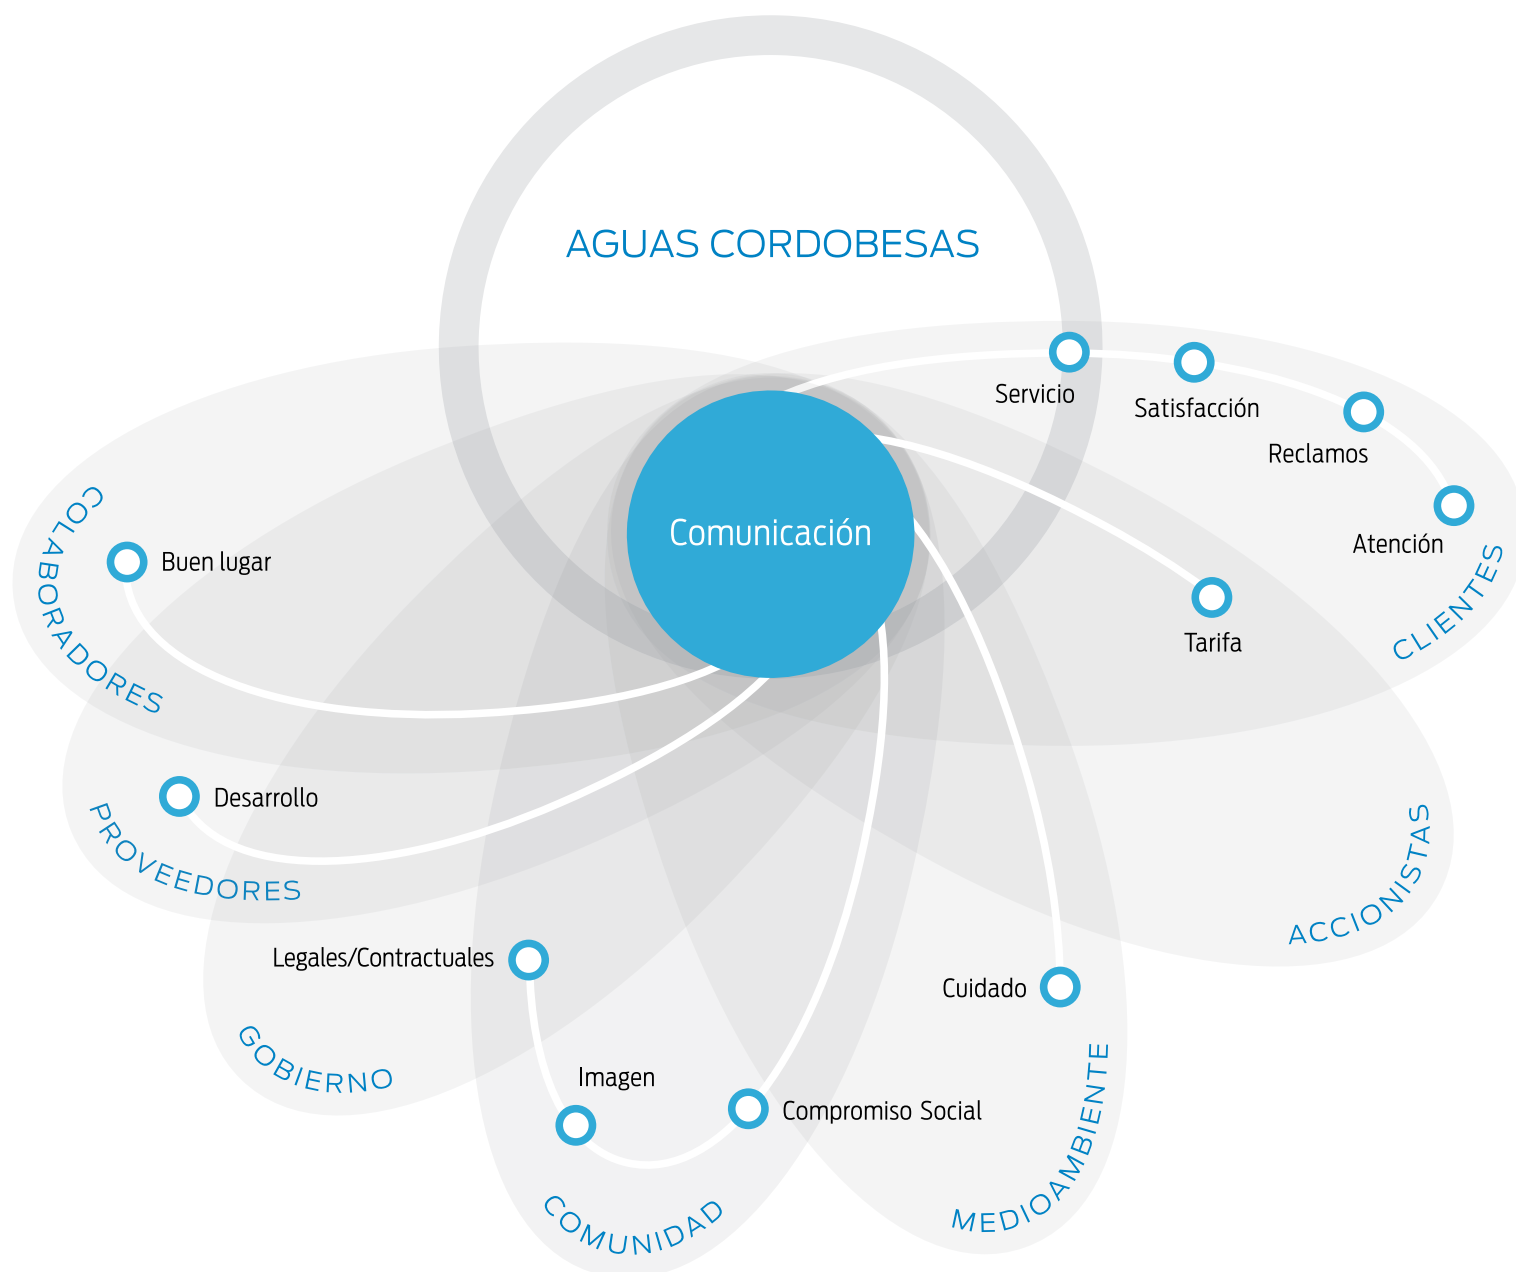 AGUAS CORDOBESAS
Comunicación
Servicio
Satisfacción
Reclamos
Atención
CLIENTES
Tarifa
ACCIONISTAS
Cuidado
MEDIOAMBIENTE
Compromiso Social
Imagen
COMUNIDAD
Legales/Contractuales
GOBIERNO
Desarrollo
PROVEEDORES
Buen lugar
COLABORADORES